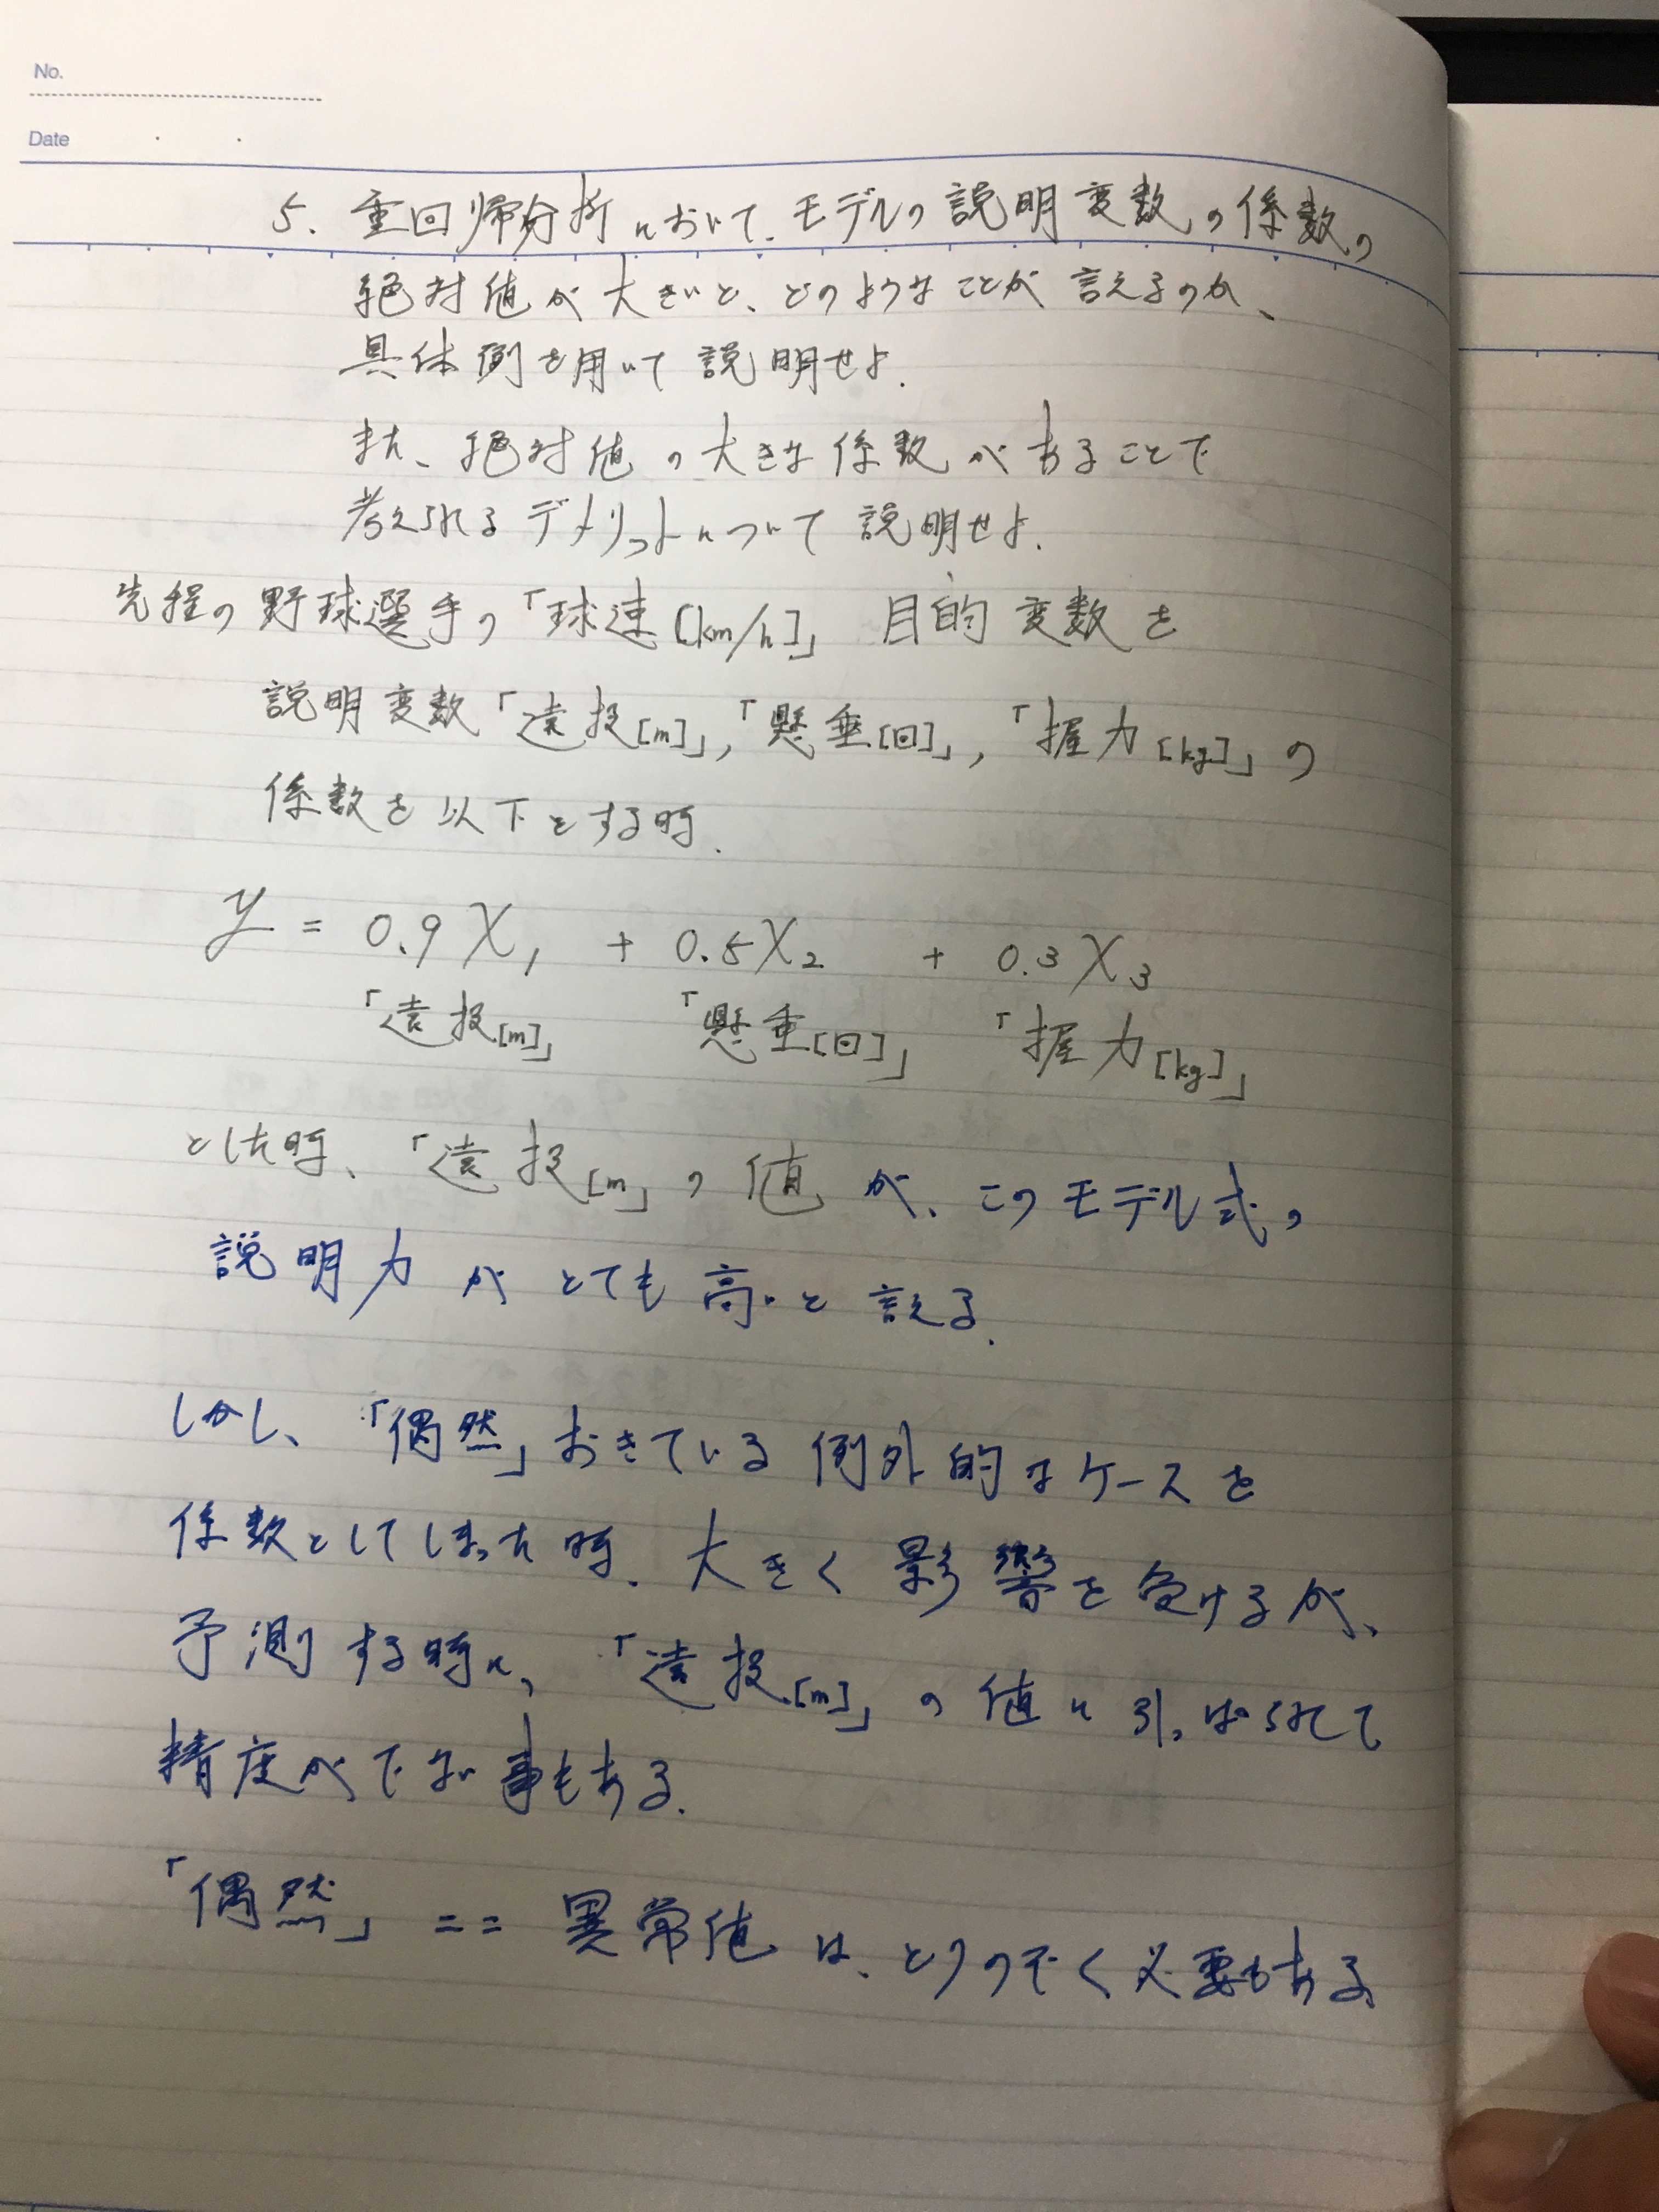 No.
Date
5. 重回帰分析において、モデルの説明変数の係数の
絶対値が大きいと、どのようなことが言えるのか、
具体例を用いて説明せよ.
また、絶対値の大きな係数があることで
考えられるデメリットについて説明せよ.
先程の野球選手の「球速[km/h]」目的変数を
説明変数「遠投[m]」,「懸垂[回]」,「握力[kg]」の
係数を以下とする時.
y = 0.9X₁ + 0.5X₂ + 0.3X₃
「遠投[m]」 「懸垂[回]」 「握力[kg]」
とした時、「遠投[m]」の値が、このモデル式の
説明力がとても高いと言える.
しかし、「偶然」おきている例外的なケースを
係数としてしまった時、大きく影響を受けるが、
予測する時に、「遠投[m]」の値に引っぱられて
精度がでない事もある.
「偶然」== 異常値は、とりのぞく必要もある.